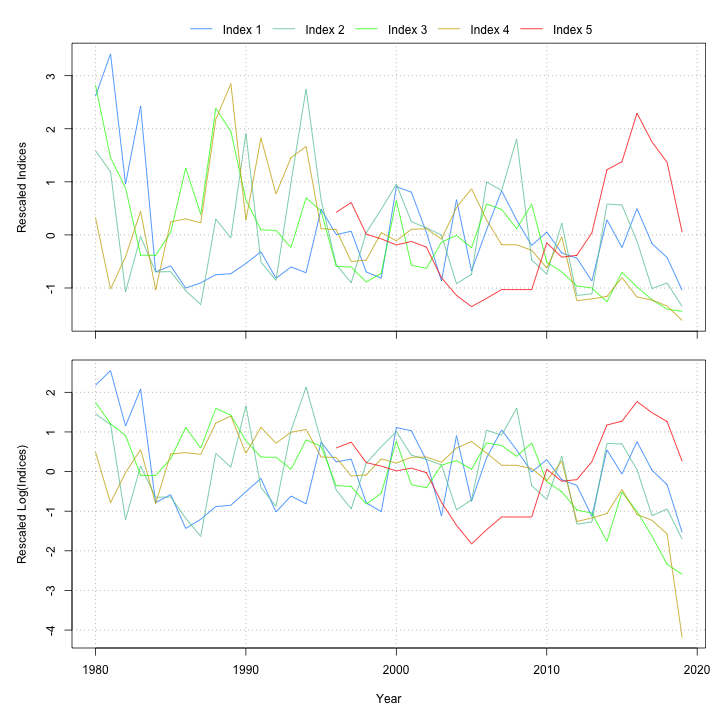 Index 1 Index 2 Index 3 Index 4 Index 5
Rescaled Indices
3
2
1
0
-1
Rescaled Log(Indices)
2
1
0
-1
-2
-3
-4
1980 1990 2000 2010 2020
Year